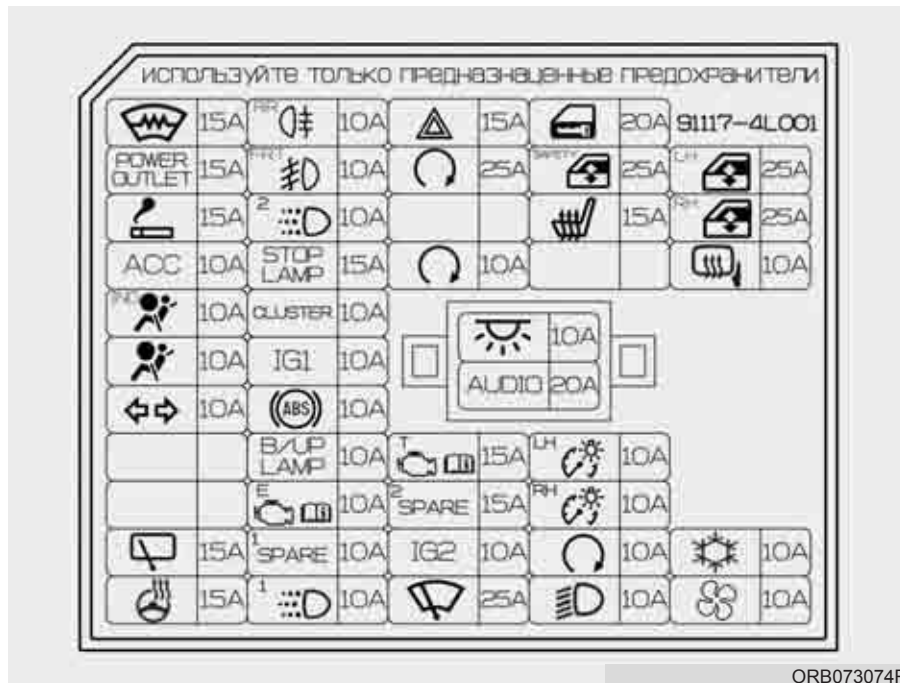 используйте только предназнаценные предохранители
15A RR 10A 15A 20A 91117-4L001
POWER OUTLET 15A FRT 10A 25A SAFETY 25A LH 25A
15A 2 10A 15A RH 25A
ACC 10A STOP LAMP 15A 10A 10A
IND 10A CLUSTER 10A 10A
10A IG1 10A AUDIO 20A
10A ABS 10A
B/UP LAMP 10A T 15A LH 10A
E 10A 2 SPARE 15A RH 10A
15A 1 SPARE 10A IG2 10A 10A 10A
15A 1 10A 25A 10A 10A